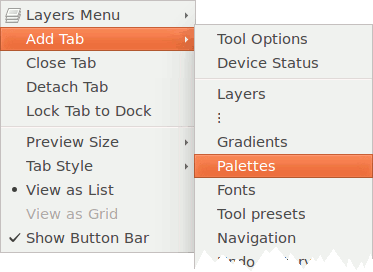 Layers Menu
Add Tab
Close Tab
Detach Tab
Lock Tab to Dock
Preview Size
Tab Style
View as List
View as Grid
Show Button Bar
Tool Options
Device Status
Layers
⋮
Gradients
Palettes
Fonts
Tool presets
Navigation